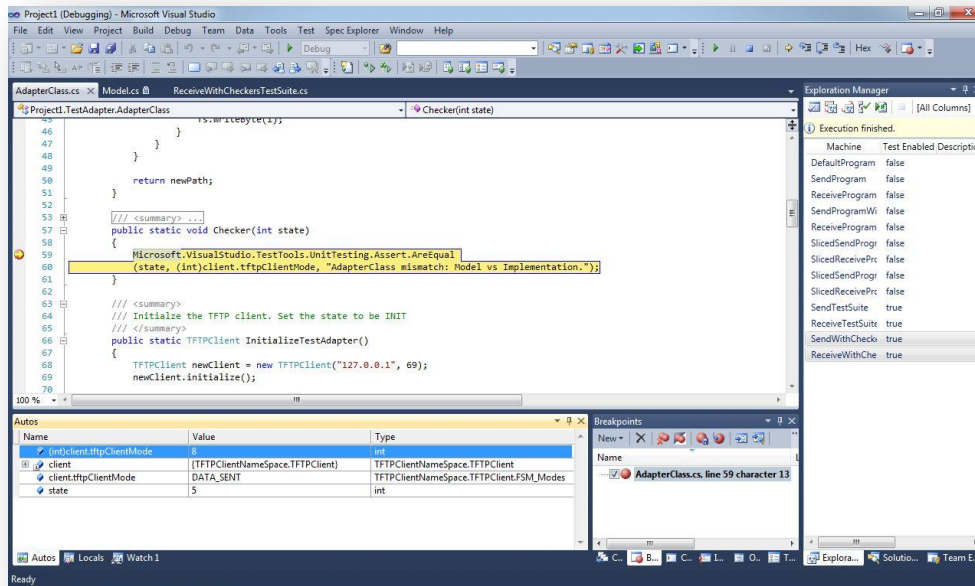 Project1 (Debugging) - Microsoft Visual Studio
File Edit View Project Build Debug Team Data Tools Test Spec Explorer Window Help
Debug
Hex
AdapterClass.cs Model.cs ReceiveWithCheckersTestSuite.cs
Project1.TestAdapter.AdapterClass Checker(int state)
45 fs.WriteByte(1);
46 }
47 }
48 }
49
50 return newPath;
51 }
52
53 /// <summary> ...
57 public static void Checker(int state)
58 {
59 Microsoft.VisualStudio.TestTools.UnitTesting.Assert.AreEqual
60 (state, (int)client.tftpClientMode, "AdapterClass mismatch: Model vs Implementation.");
61 }
62
63 /// <summary>
64 /// Initialze the TFTP client. Set the state to be INIT
65 /// </summary>
66 public static TFTPClient InitializeTestAdapter()
67 {
68 TFTPClient newClient = new TFTPClient("127.0.0.1", 69);
69 newClient.initialize();
70
100 %
Exploration Manager
[All Columns]
Execution finished.
Machine Test Enabled Descriptic
DefaultProgram false
SendProgram false
ReceiveProgram false
SendProgramWi false
ReceiveProgram false
SlicedSendProgr false
SlicedReceivePrc false
SlicedSendProgr false
SlicedReceivePrc false
SendTestSuite true
ReceiveTestSuite true
SendWithChecke true
ReceiveWithChe true
Autos
Name Value Type
(int)client.tftpClientMode 8 int
client {TFTPClientNameSpace.TFTPClient} TFTPClientNameSpace.TFTPClient
client.tftpClientMode DATA_SENT TFTPClientNameSpace.TFTPClient.FSM_Modes
state 5 int
Breakpoints
New
Name
AdapterClass.cs, line 59 character 13
Autos Locals Watch 1
C... B... C... L... O... T...
Explora... Solutio... Team E...
Ready